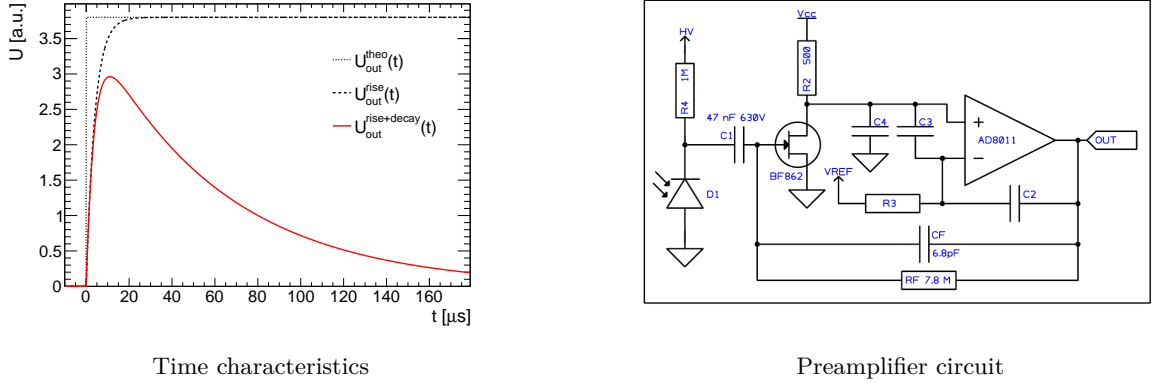 U [a.u.]
3.5
3
2.5
2
1.5
1
0.5
0
U_out^theo(t)
U_out^rise(t)
U_out^rise+decay(t)
0 20 40 60 80 100 120 140 160
t [μs]
Time characteristics
Vcc
HV
R4 1M
R2 500
47 nF 630V
C1
BF862
C4
C3
+
−
AD8011
OUT
VREF
D1
R3
C2
CF
6.8pF
RF 7.8 M
Preamplifier circuit